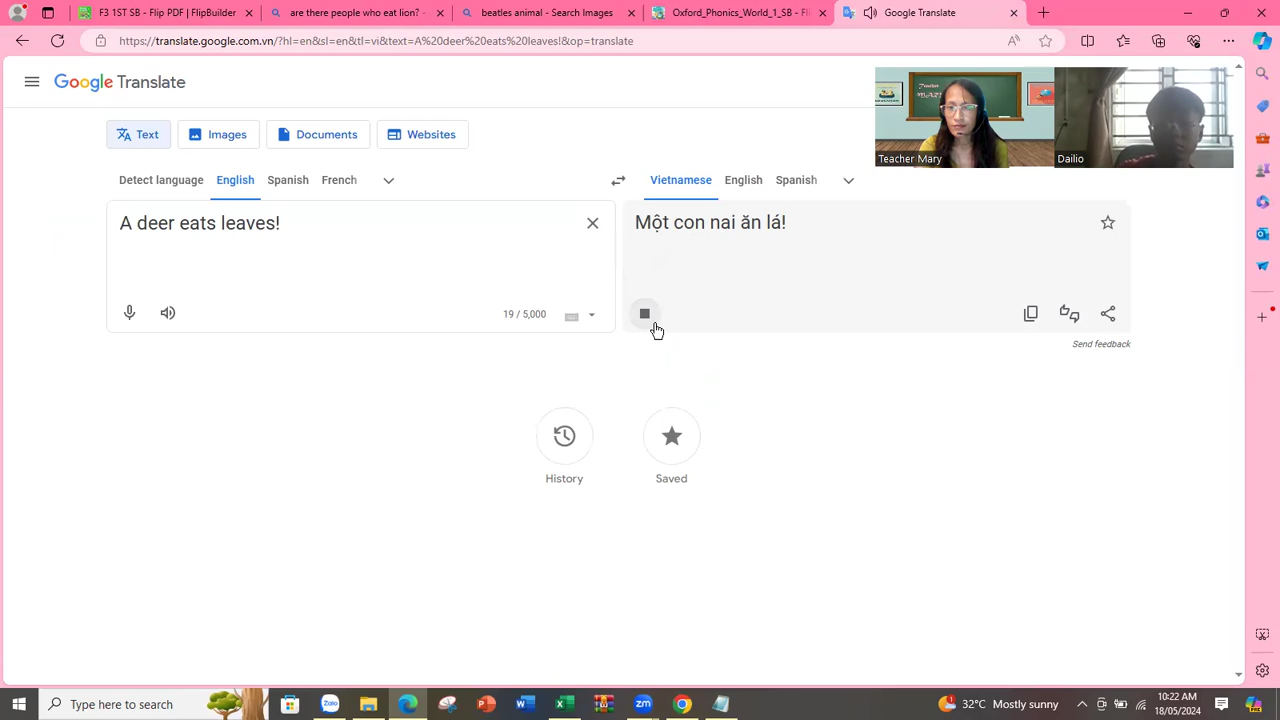 F3 1ST SB - Flip PDF | FlipBuilder
are there people who eat lion? -
beatles animal - Search Images
Oxford_Phonics_World_1_SB - Fli
Google Translate
https://translate.google.com.vn/?hl=en&sl=en&tl=vi&text=A%20deer%20eats%20leaves!&op=translate
Google Translate
Text
Images
Documents
Websites
Teacher Mary
Dailio
Detect language
English
Spanish
French
Vietnamese
English
Spanish
A deer eats leaves!
Một con nai ăn lá!
19 / 5,000
Send feedback
History
Saved
Type here to search
32°C Mostly sunny
10:22 AM
18/05/2024